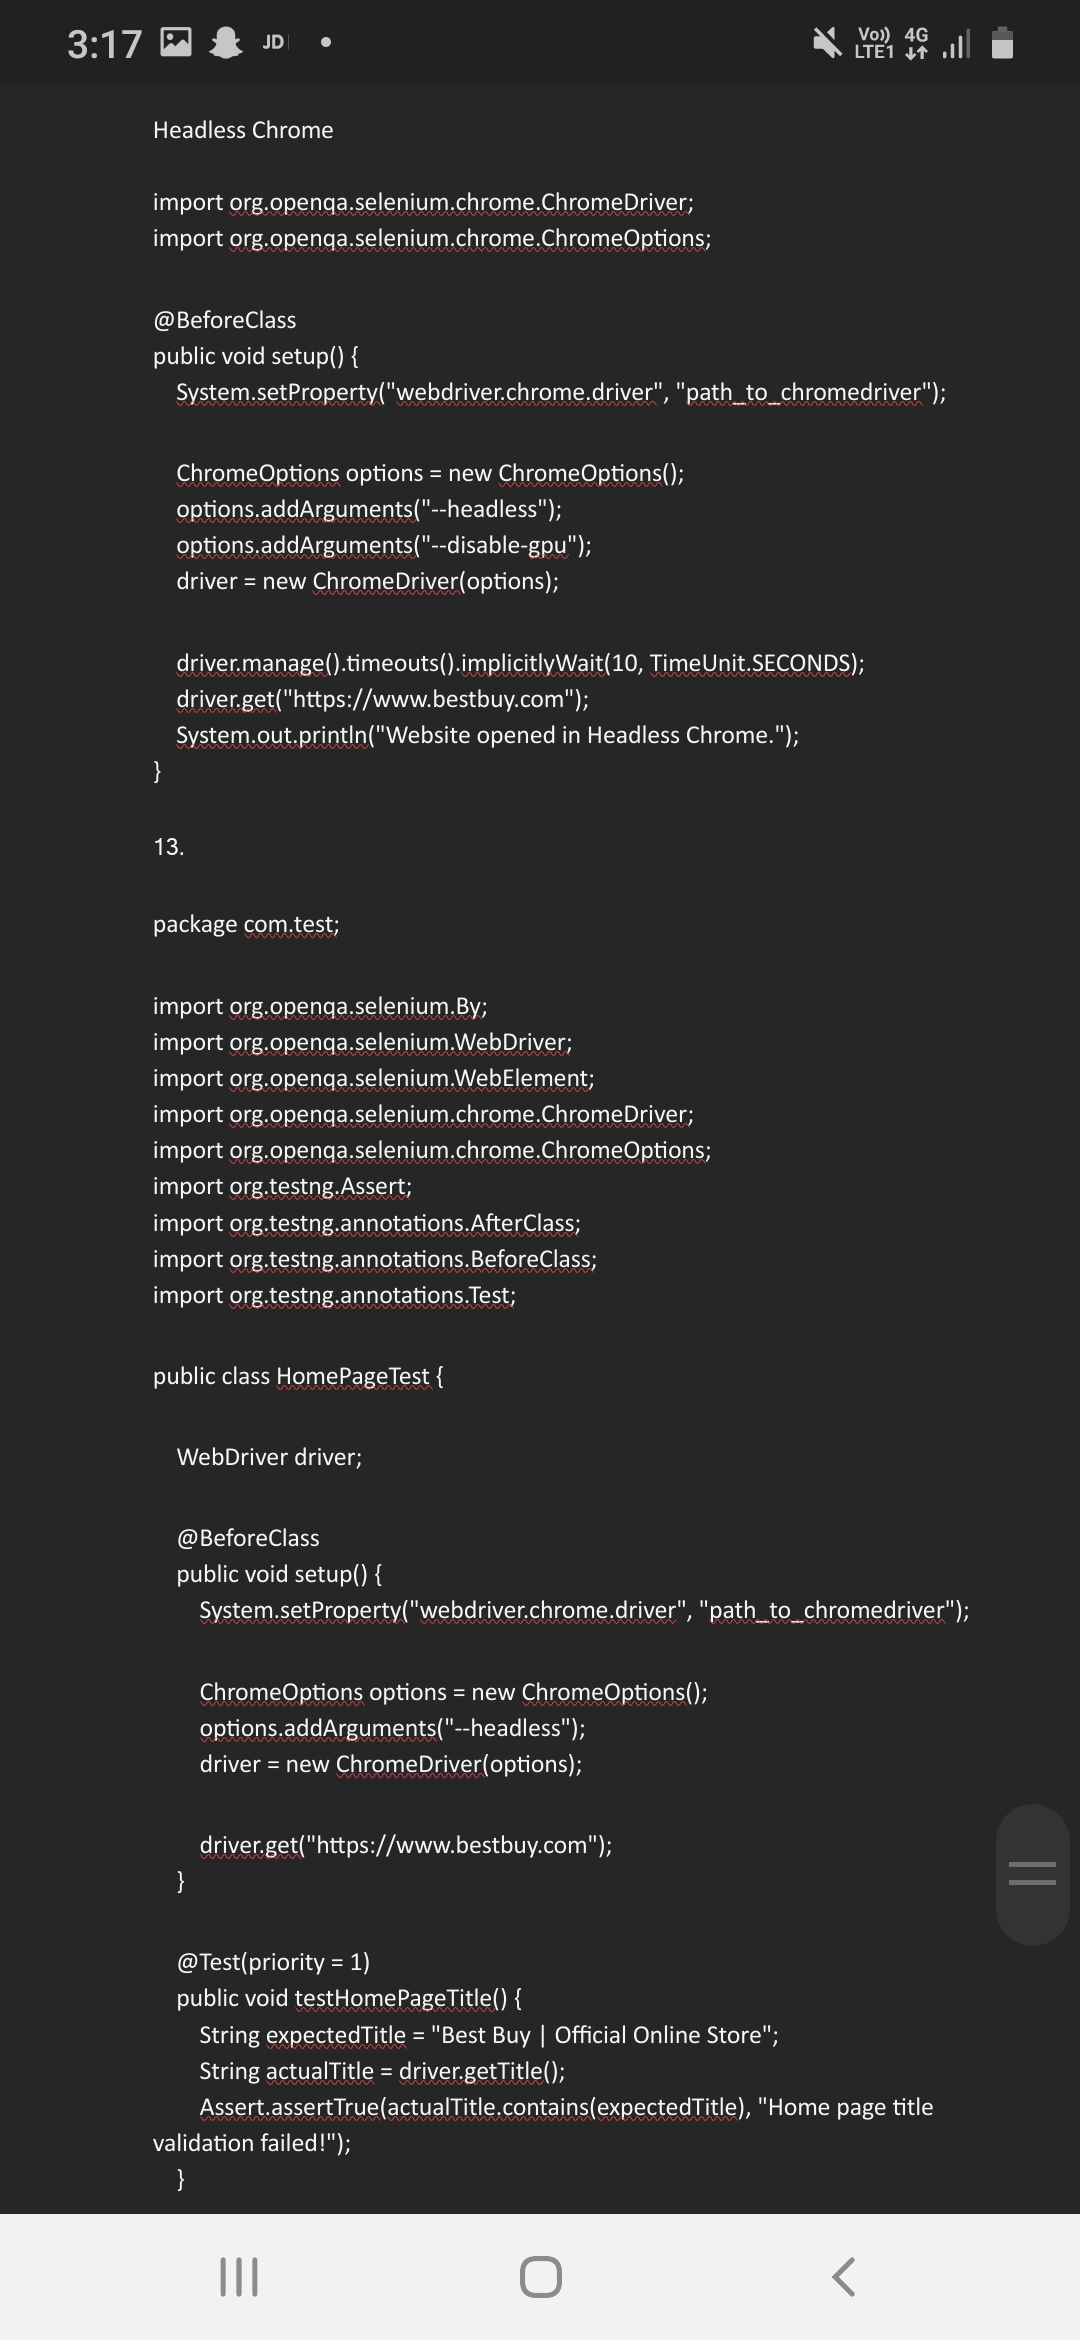 3:17 JD
Vo)) 4G
LTE1
Headless Chrome
import org.openqa.selenium.chrome.ChromeDriver;
import org.openqa.selenium.chrome.ChromeOptions;
@BeforeClass
public void setup() {
System.setProperty("webdriver.chrome.driver", "path_to_chromedriver");
ChromeOptions options = new ChromeOptions();
options.addArguments("--headless");
options.addArguments("--disable-gpu");
driver = new ChromeDriver(options);
driver.manage().timeouts().implicitlyWait(10, TimeUnit.SECONDS);
driver.get("https://www.bestbuy.com");
System.out.println("Website opened in Headless Chrome.");
}
13.
package com.test;
import org.openqa.selenium.By;
import org.openqa.selenium.WebDriver;
import org.openqa.selenium.WebElement;
import org.openqa.selenium.chrome.ChromeDriver;
import org.openqa.selenium.chrome.ChromeOptions;
import org.testng.Assert;
import org.testng.annotations.AfterClass;
import org.testng.annotations.BeforeClass;
import org.testng.annotations.Test;
public class HomePageTest {
WebDriver driver;
@BeforeClass
public void setup() {
System.setProperty("webdriver.chrome.driver", "path_to_chromedriver");
ChromeOptions options = new ChromeOptions();
options.addArguments("--headless");
driver = new ChromeDriver(options);
driver.get("https://www.bestbuy.com");
}
@Test(priority = 1)
public void testHomePageTitle() {
String expectedTitle = "Best Buy | Official Online Store";
String actualTitle = driver.getTitle();
Assert.assertTrue(actualTitle.contains(expectedTitle), "Home page title
validation failed!");
}